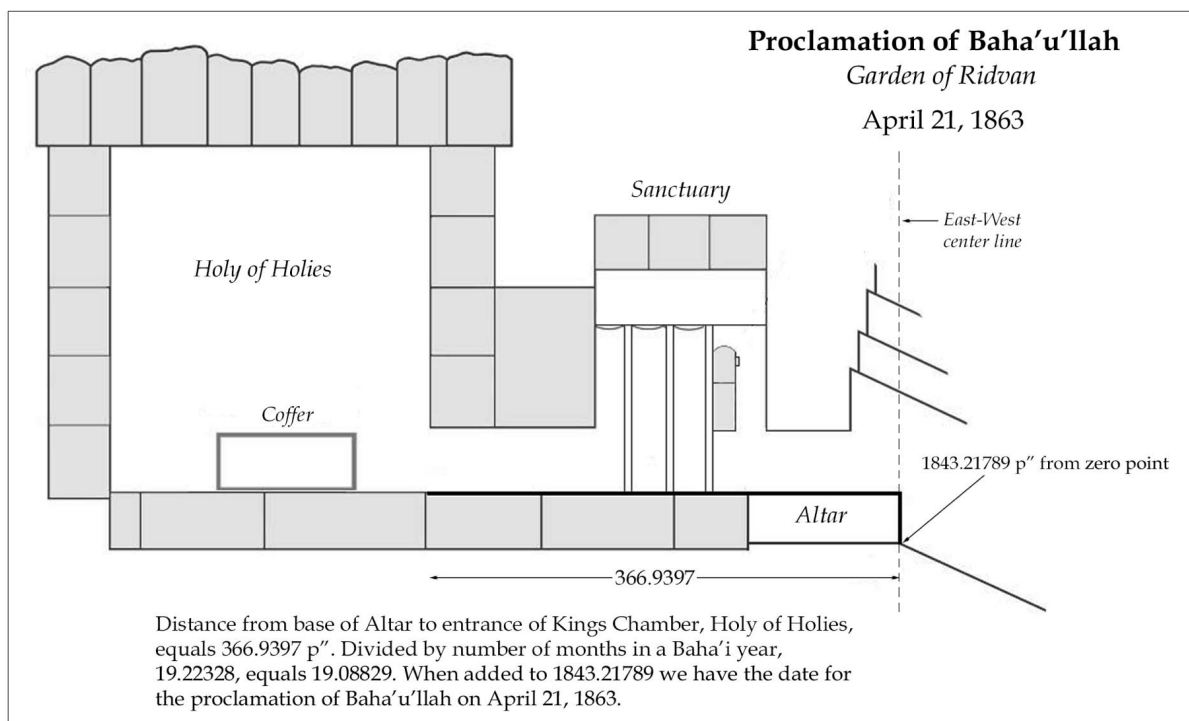 Proclamation of Baha'u'llah
Garden of Ridvan
April 21, 1863
Sanctuary
East-West
center line
Holy of Holies
Coffer
1843.21789 p" from zero point
Altar
366.9397
Distance from base of Altar to entrance of Kings Chamber, Holy of Holies,
equals 366.9397 p". Divided by number of months in a Baha'i year,
19.22328, equals 19.08829. When added to 1843.21789 we have the date for
the proclamation of Baha'u'llah on April 21, 1863.